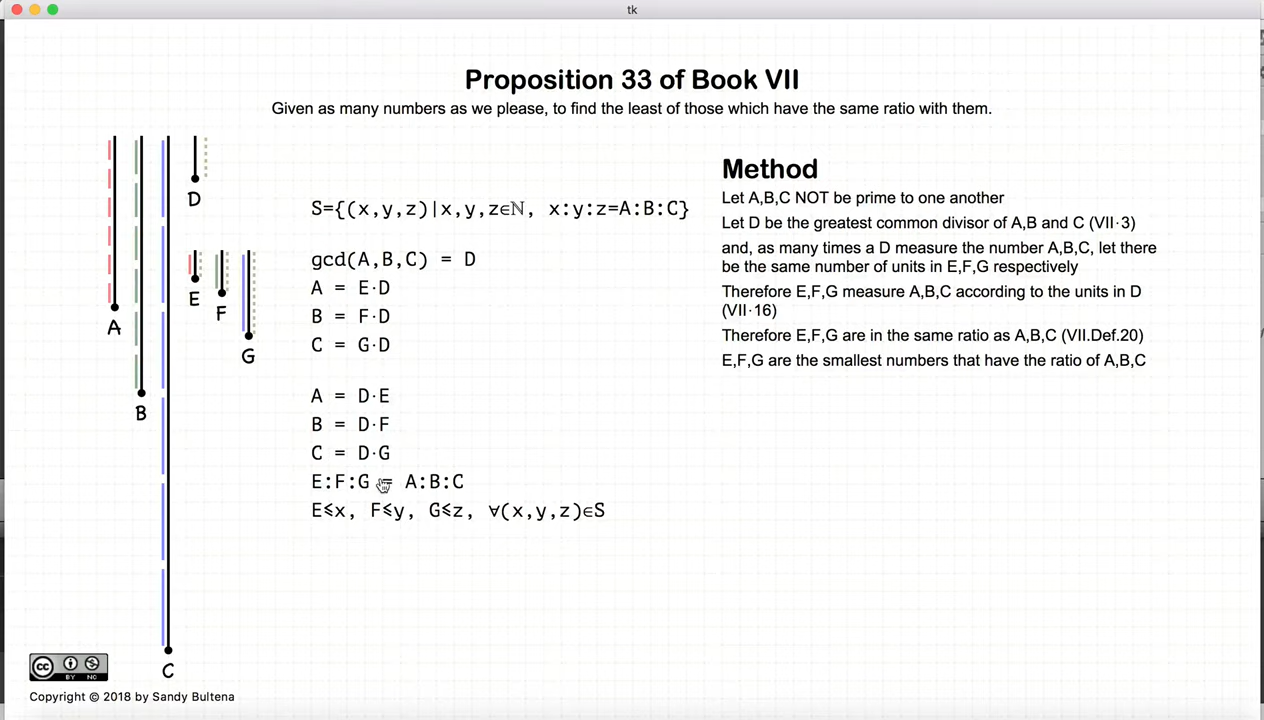 tk
Proposition 33 of Book VII
Given as many numbers as we please, to find the least of those which have the same ratio with them.
D
E
F
G
A
B
C
S={(x,y,z)|x,y,z∈ℕ, x:y:z=A:B:C}
gcd(A,B,C) = D
A = E·D
B = F·D
C = G·D
A = D·E
B = D·F
C = D·G
E:F:G = A:B:C
E≤x, F≤y, G≤z, ∀(x,y,z)∈S
Method
Let A,B,C NOT be prime to one another
Let D be the greatest common divisor of A,B and C (VII·3)
and, as many times a D measure the number A,B,C, let there
be the same number of units in E,F,G respectively
Therefore E,F,G measure A,B,C according to the units in D
(VII·16)
Therefore E,F,G are in the same ratio as A,B,C (VII.Def.20)
E,F,G are the smallest numbers that have the ratio of A,B,C
cc
BY NC
Copyright © 2018 by Sandy Bultena